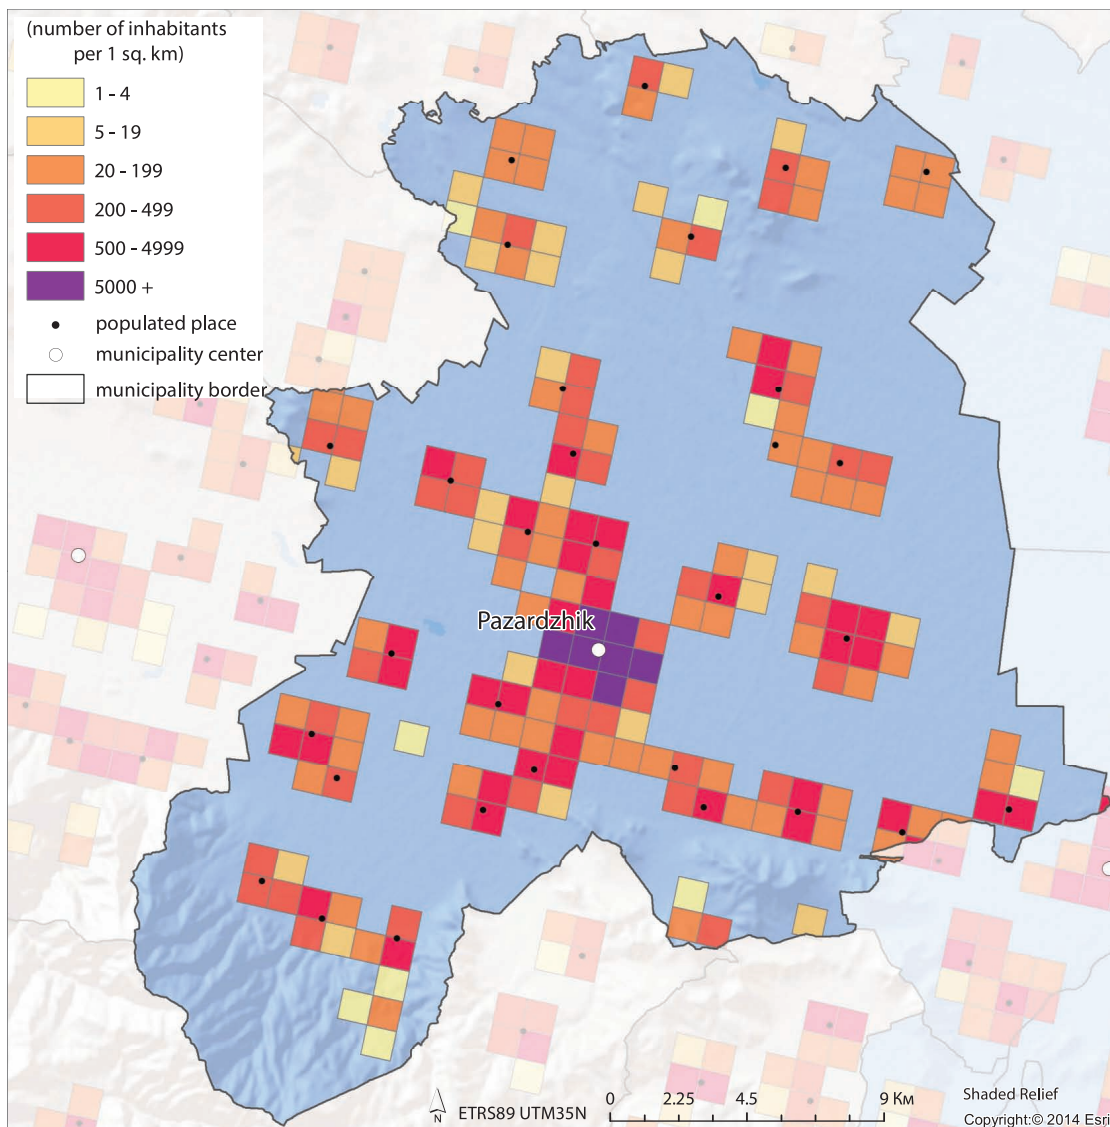 (number of inhabitants
per 1 sq. km)
1 - 4
5 - 19
20 - 199
200 - 499
500 - 4999
5000 +
populated place
municipality center
municipality border
Pazardzhik
N
ETRS89 UTM35N
0 2.25 4.5 9 Км
Shaded Relief
Copyright:© 2014 Esri